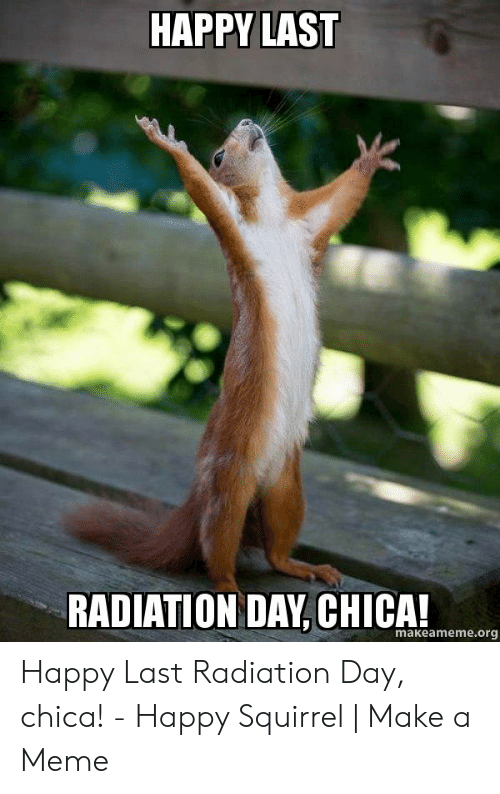 HAPPY LAST
RADIATION DAY, CHICA!
makeameme.org
Happy Last Radiation Day,
chica! - Happy Squirrel | Make a
Meme